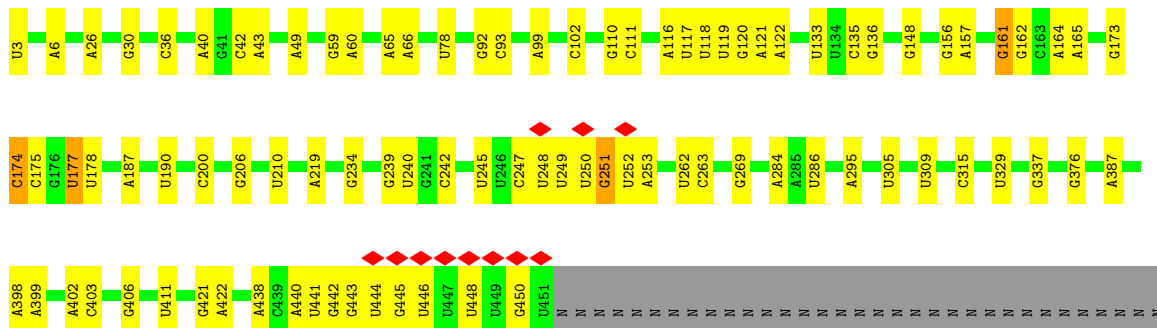 U3 A6 A26 G30 C36 A40 G41 C42 A43 A49 G59 A60 A65 A66 U78 G92 C93 A99 C102 G110 C111 A116 U117 U118 U119 G120 A121 A122 U133 U134 C135 G136 G148 G156 A157 G161 G162 C163 A164 A165 G173
C174 C175 G176 U177 U178 A187 U190 C200 G206 U210 A219 G234 G239 U240 G241 C242 U245 U246 C247 U248 U249 U250 G251 U252 A253 U262 C263 G269 A284 A285 U286 A295 U305 U309 C315 U329 G337 G376 A387
A398 A399 A402 C403 G406 U411 G421 A422 A438 C439 A440 U441 G442 G443 U444 G445 U446 U447 U448 U449 G450 U451 N N N N N N N N N N N N N N N N N N N